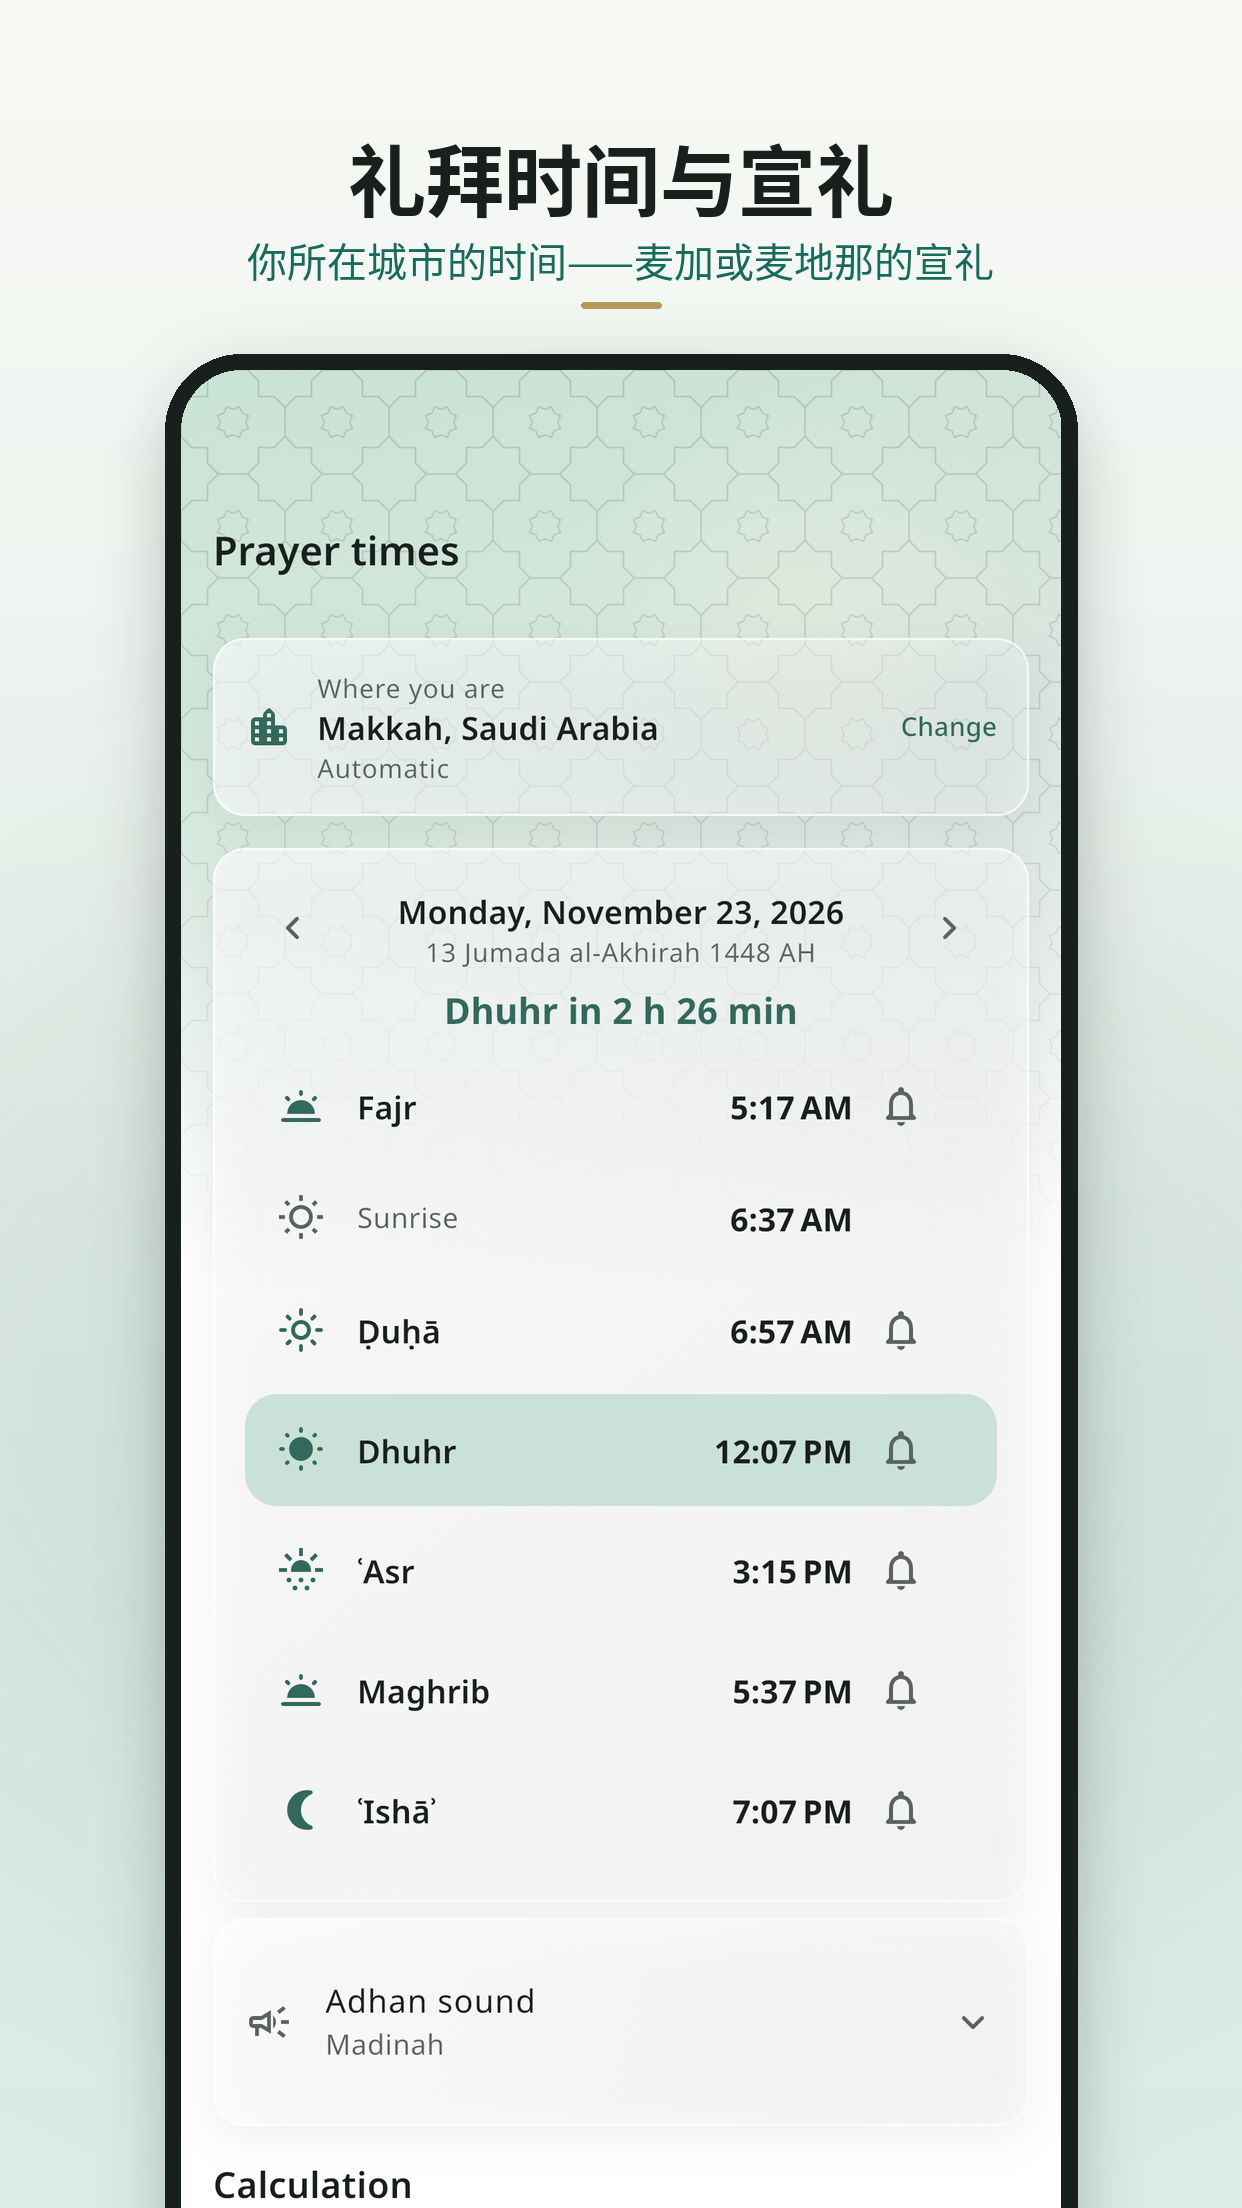 礼拜时间与宣礼
你所在城市的时间——麦加或麦地那的宣礼
Prayer times
Where you are
Makkah, Saudi Arabia
Automatic
Change
Monday, November 23, 2026
13 Jumada al-Akhirah 1448 AH
Dhuhr in 2 h 26 min
Fajr 5:17 AM
Sunrise 6:37 AM
Ḍuḥā 6:57 AM
Dhuhr 12:07 PM
ʿAsr 3:15 PM
Maghrib 5:37 PM
ʿIshāʾ 7:07 PM
Adhan sound
Madinah
Calculation